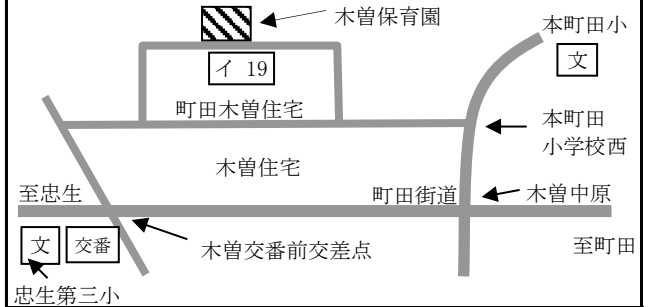 木曽保育園
本町田小
文
イ 19
町田木曽住宅
本町田
小学校西
木曽住宅
至忠生
町田街道
木曽中原
文
交番
木曽交番前交差点
至町田
忠生第三小